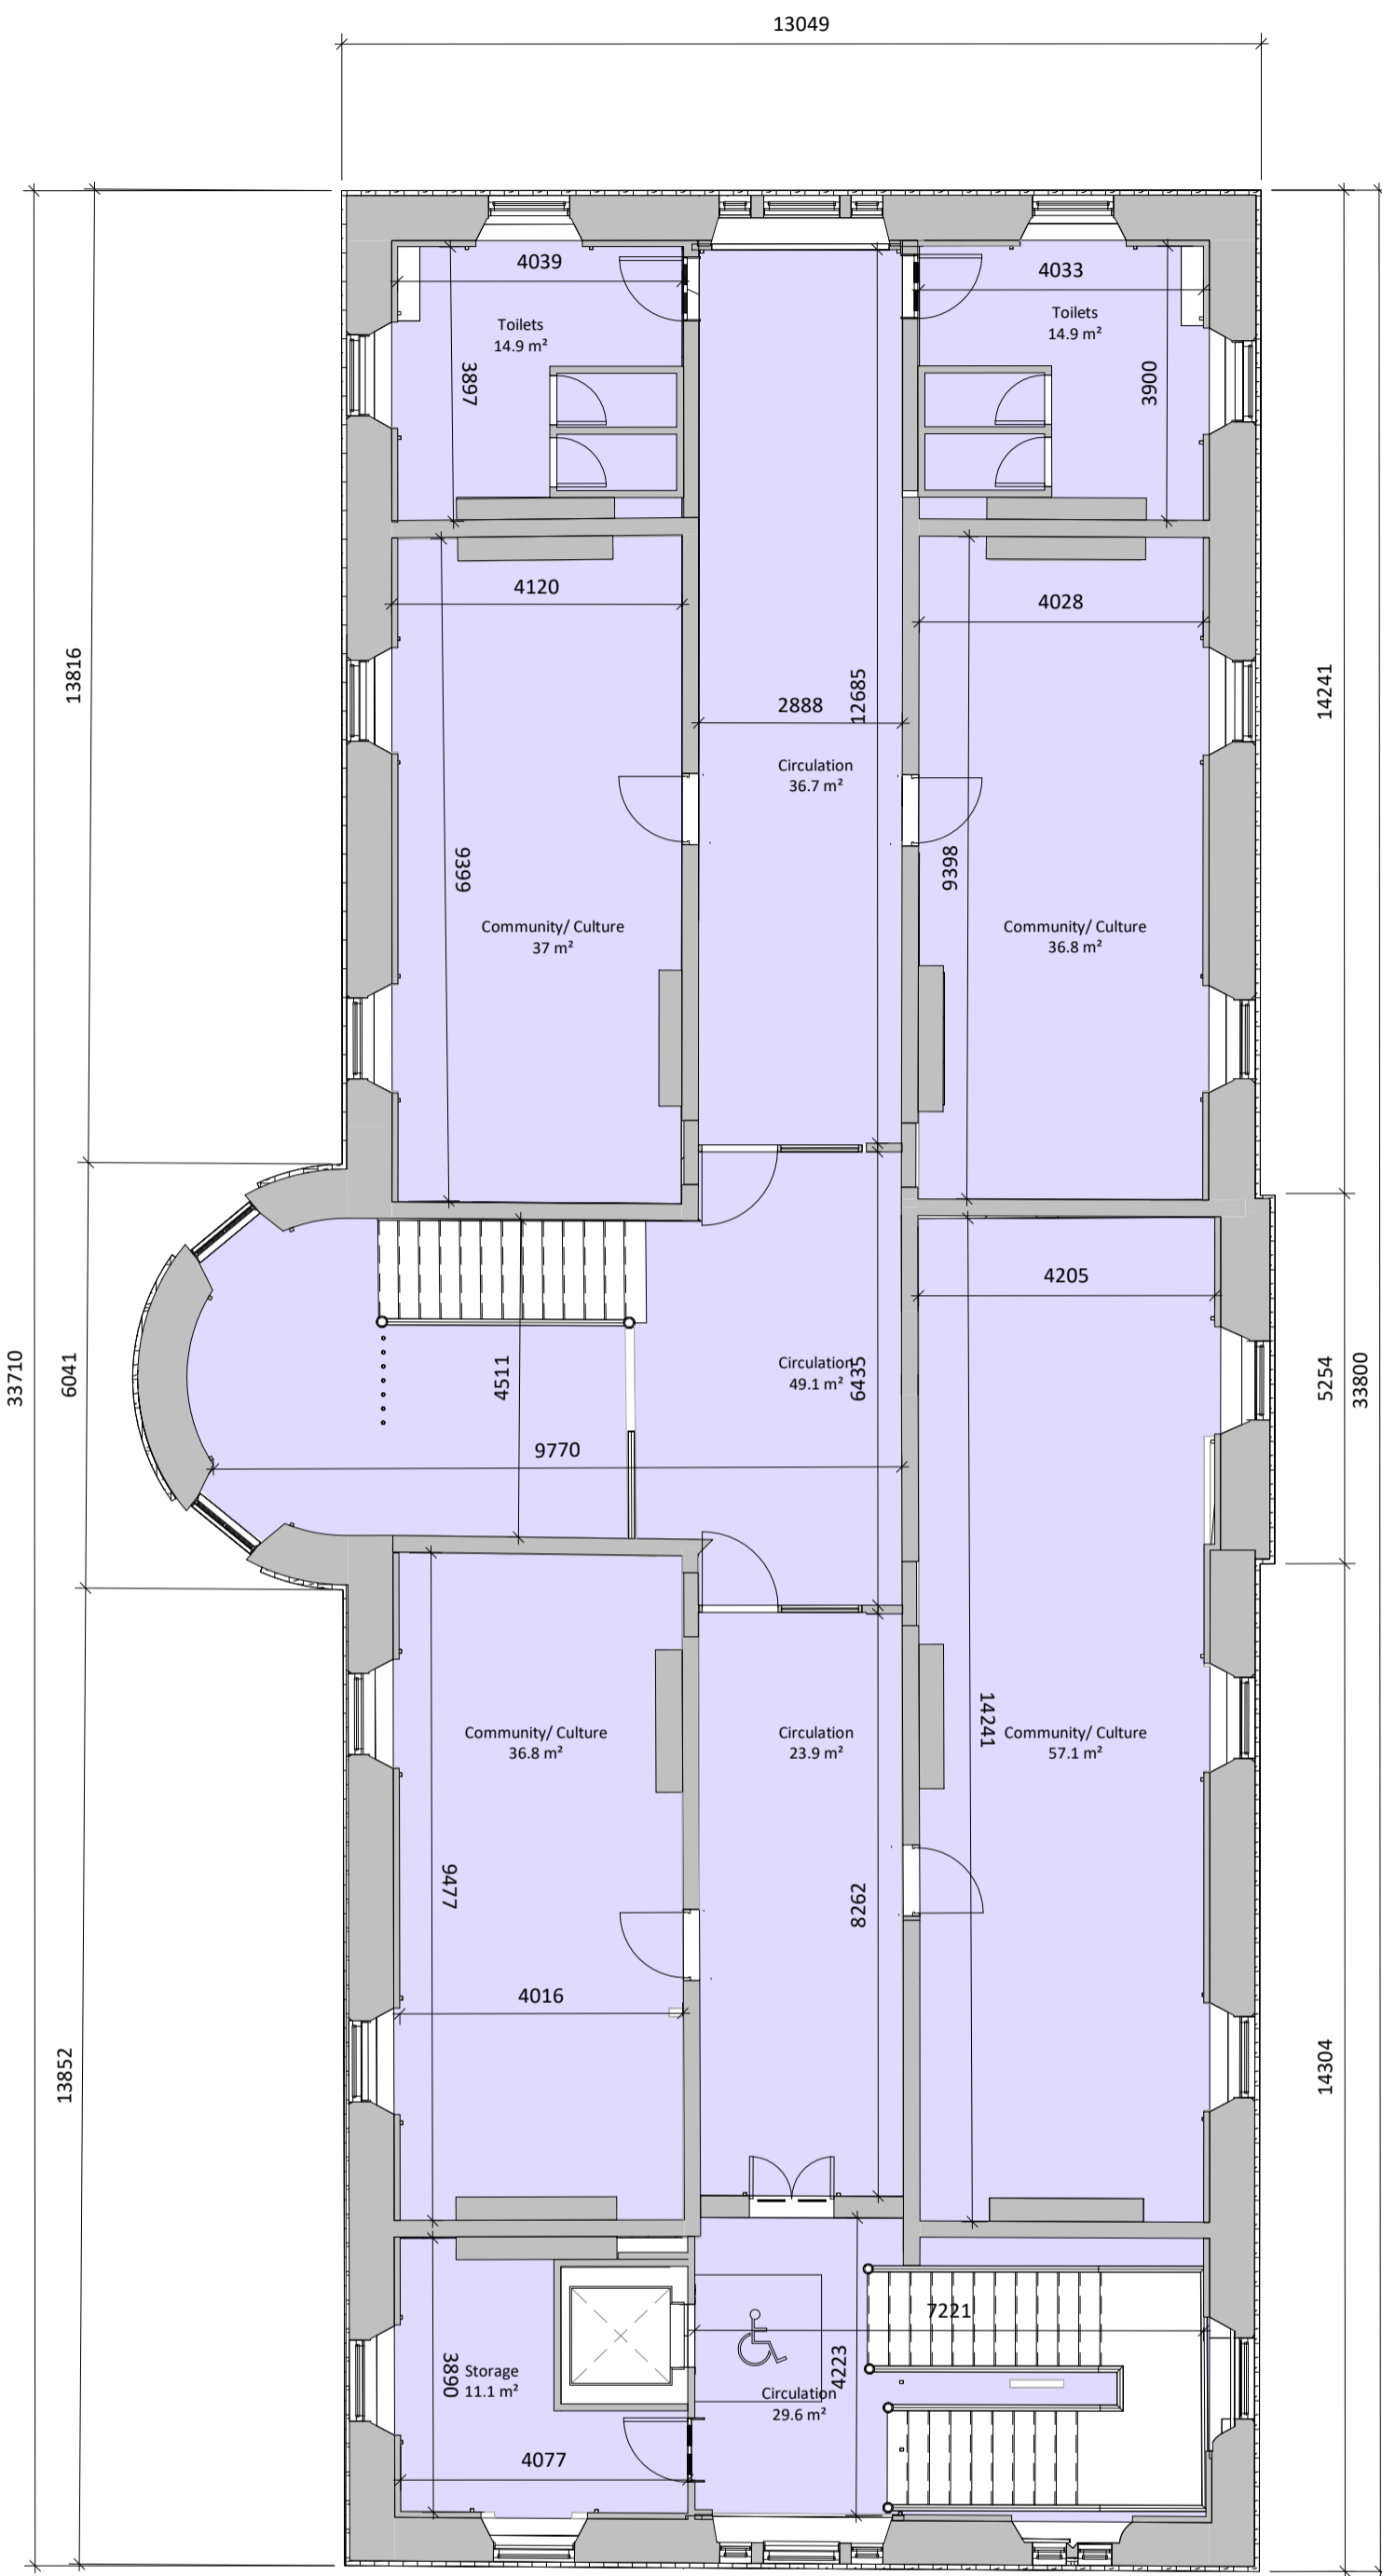 13049
4039
4033
Toilets
14.9 m²
Toilets
14.9 m²
3897
3900
4120
4028
13816
14241
2888
12685
Circulation
36.7 m²
9399
9398
Community/ Culture
37 m²
Community/ Culture
36.8 m²
4205
33710
6041
4511
Circulation
49.1 m²
6435
5254
33800
9770
14241
Community/ Culture
36.8 m²
Circulation
23.9 m²
Community/ Culture
57.1 m²
9477
8262
4016
13852
14304
7221
3890
Storage
11.1 m²
4223
Circulation
29.6 m²
4077